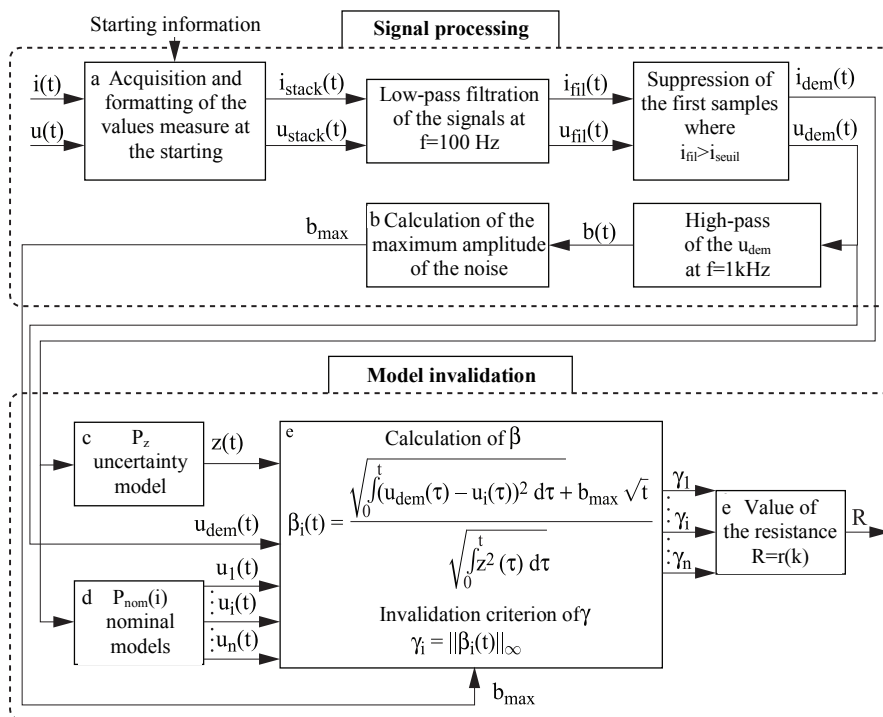 Starting information
Signal processing
i(t)
u(t)
a Acquisition and
formatting of the
values measure at
the starting
i_stack(t)
u_stack(t)
Low-pass filtration
of the signals at
f=100 Hz
i_fil(t)
u_fil(t)
Suppression of
the first samples
where
i_fil>i_seuil
i_dem(t)
u_dem(t)
b_max
b Calculation of the
maximum amplitude
of the noise
b(t)
High-pass
of the u_dem
at f=1kHz
Model invalidation
c P_z
uncertainty
model
z(t)
u_dem(t)
d P_nom(i)
nominal
models
u_1(t)
u_i(t)
u_n(t)
e
Calculation of β
β_i(t) = √(∫_0^t (u_dem(τ) – u_i(τ))² dτ) + b_max √t / √(∫_0^t z² (τ) dτ)
Invalidation criterion of γ
γ_i = ||β_i(t)||_∞
b_max
γ_1
γ_i
γ_n
e Value of
the resistance
R=r(k)
R